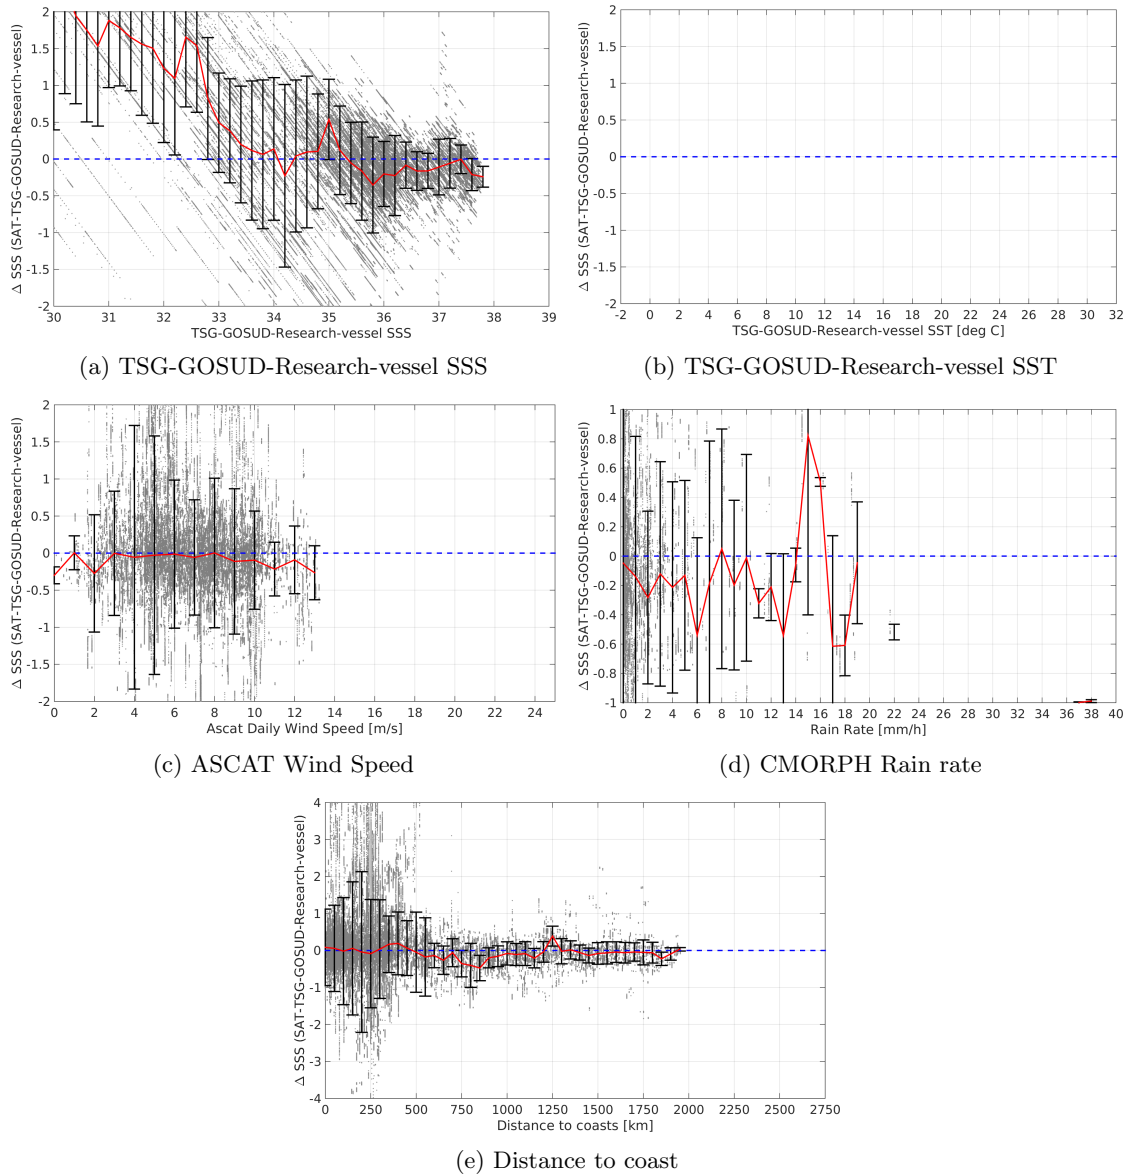 Δ SSS (SAT-TSG-GOSUD-Research-vessel)
2
1.5
1
0.5
0
-0.5
-1
-1.5
-2
30 31 32 33 34 35 36 37 38 39
TSG-GOSUD-Research-vessel SSS
(a) TSG-GOSUD-Research-vessel SSS
Δ SSS (SAT-TSG-GOSUD-Research-vessel)
2
1.5
1
0.5
0
-0.5
-1
-1.5
-2
-2 0 2 4 6 8 10 12 14 16 18 20 22 24 26 28 30 32
TSG-GOSUD-Research-vessel SST [deg C]
(b) TSG-GOSUD-Research-vessel SST
Δ SSS (SAT-TSG-GOSUD-Research-vessel)
2
1.5
1
0.5
0
-0.5
-1
-1.5
-2
0 2 4 6 8 10 12 14 16 18 20 22 24
Ascat Daily Wind Speed [m/s]
(c) ASCAT Wind Speed
Δ SSS (SAT-TSG-GOSUD-Research-vessel)
1
0.8
0.6
0.4
0.2
0
-0.2
-0.4
-0.6
-0.8
-1
0 2 4 6 8 10 12 14 16 18 20 22 24 26 28 30 32 34 36 38 40
Rain Rate [mm/h]
(d) CMORPH Rain rate
Δ SSS (SAT-TSG-GOSUD-Research-vessel)
4
3
2
1
0
-1
-2
-3
-4
0 250 500 750 1000 1250 1500 1750 2000 2250 2500 2750
Distance to coasts [km]
(e) Distance to coast